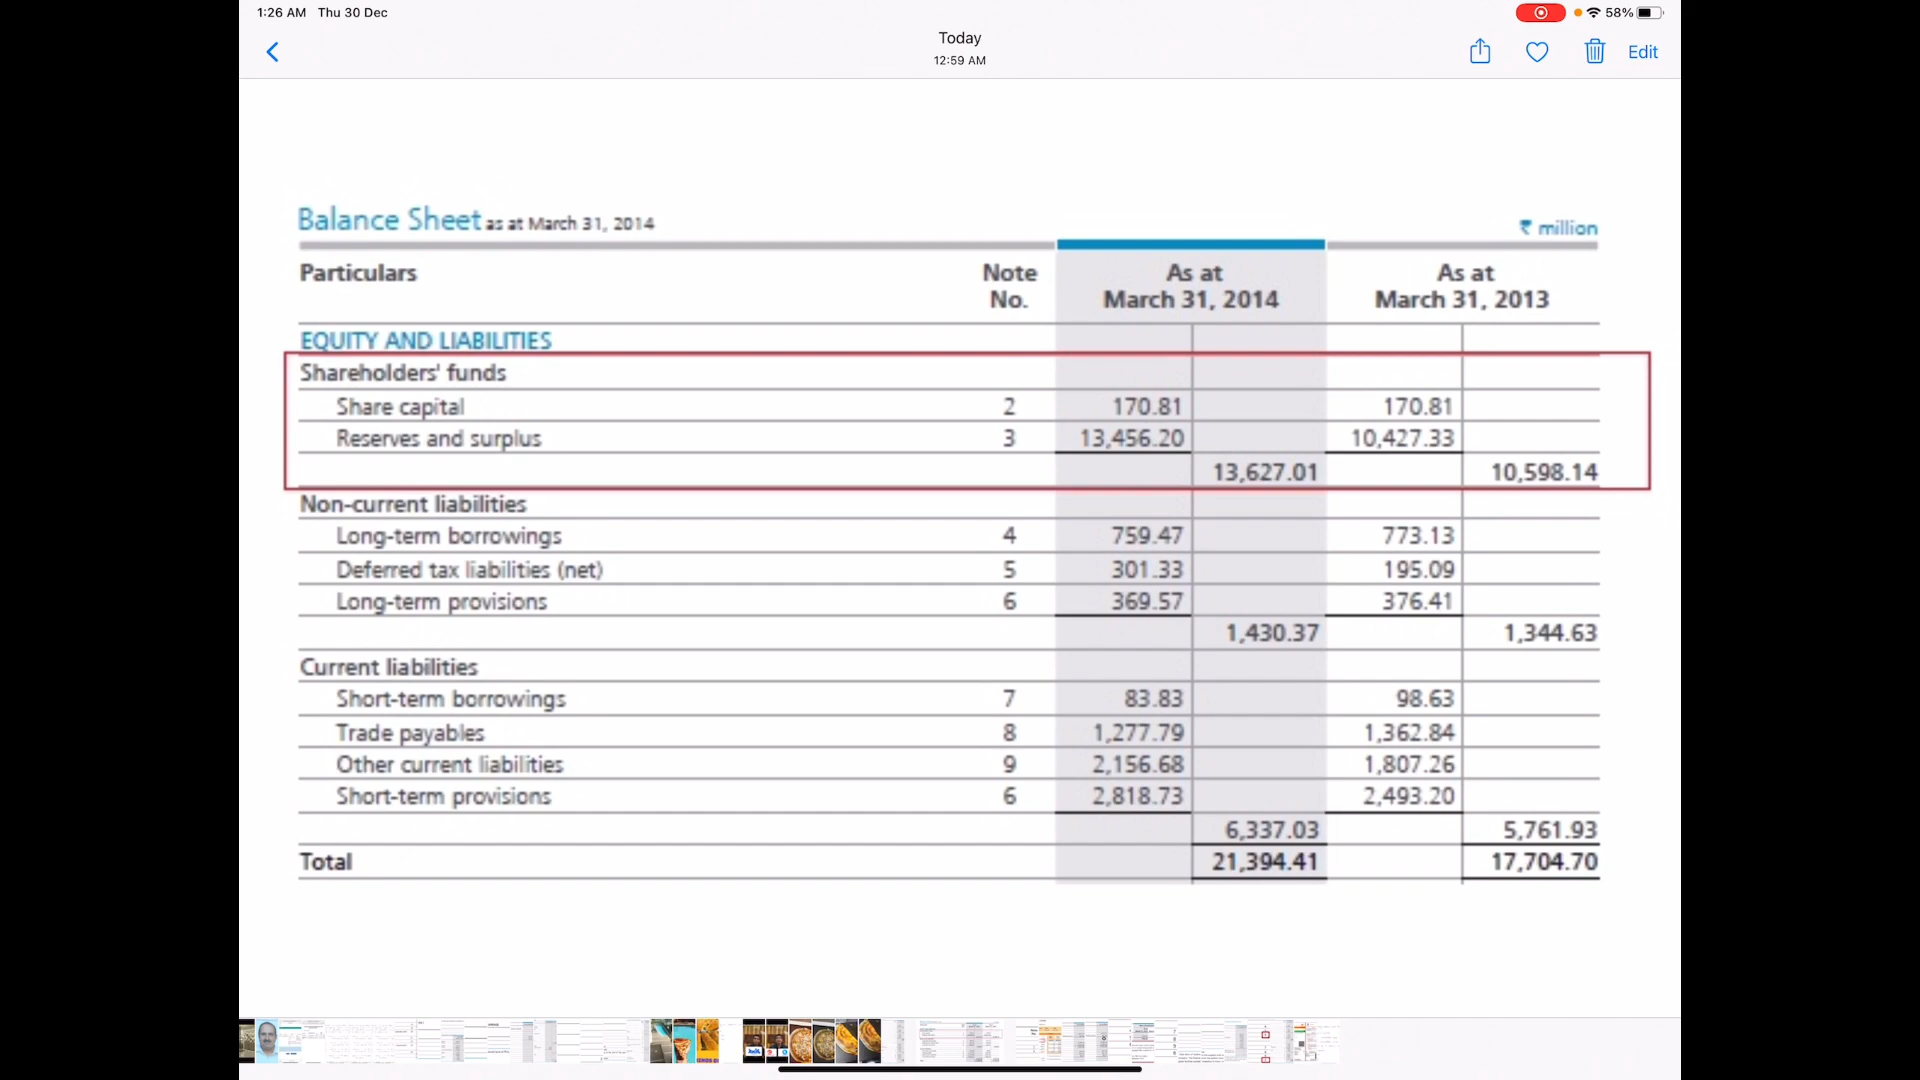 1:26 AM Thu 30 Dec
58%
Today
12:59 AM
Edit
Balance Sheet as at March 31, 2014
₹ million
Particulars Note No. As at March 31, 2014 As at March 31, 2013
EQUITY AND LIABILITIES
Shareholders' funds
Share capital 2 170.81 170.81
Reserves and surplus 3 13,456.20 10,427.33
13,627.01 10,598.14
Non-current liabilities
Long-term borrowings 4 759.47 773.13
Deferred tax liabilities (net) 5 301.33 195.09
Long-term provisions 6 369.57 376.41
1,430.37 1,344.63
Current liabilities
Short-term borrowings 7 83.83 98.63
Trade payables 8 1,277.79 1,362.84
Other current liabilities 9 2,156.68 1,807.26
Short-term provisions 6 2,818.73 2,493.20
6,337.03 5,761.93
Total 21,394.41 17,704.70